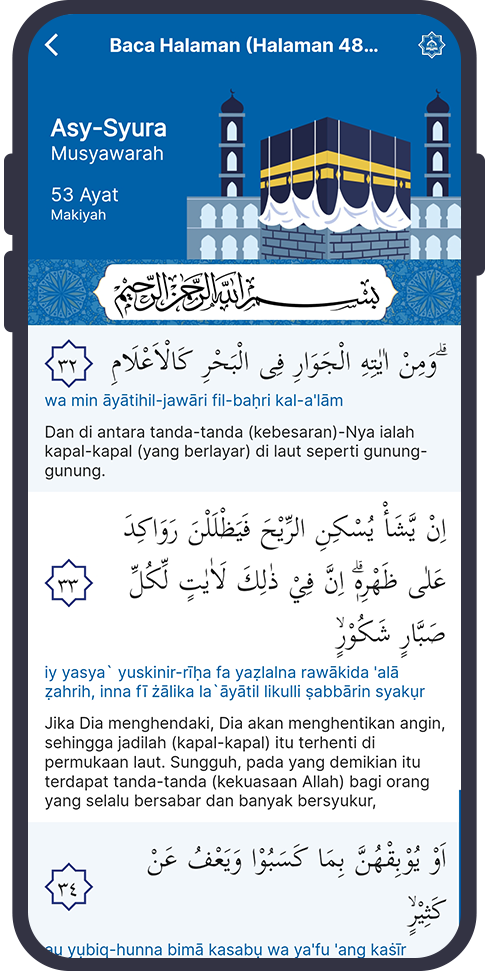 Baca Halaman (Halaman 48...
Asy-Syura
Musyawarah
53 Ayat
Makiyah
بِسْمِ اللهِ الرَّحْمٰنِ الرَّحِيْمِ
وَمِنْ اٰيٰتِهِ الْجَوَارِ فِى الْبَحْرِ كَالْاَعْلَامِ ۗ
٣٢
wa min āyātihil-jawāri fil-baḥri kal-a'lām
Dan di antara tanda-tanda (kebesaran)-Nya ialah
kapal-kapal (yang berlayar) di laut seperti gunung-
gunung.
اِنْ يَّشَأْ يُسْكِنِ الرِّيْحَ فَيَظْلَلْنَ رَوَاكِدَ
عَلٰى ظَهْرِهٖۗ اِنَّ فِيْ ذٰلِكَ لَاٰيٰتٍ لِّكُلِّ
صَبَّارٍ شَكُوْرٍۙ
٣٣
iy yasya` yuskinir-rīḥa fa yaẓlalna rawākida 'alā
ẓahrih, inna fī żālika la`āyātil likulli ṣabbārin syakụr
Jika Dia menghendaki, Dia akan menghentikan angin,
sehingga jadilah (kapal-kapal) itu terhenti di
permukaan laut. Sungguh, pada yang demikian itu
terdapat tanda-tanda (kekuasaan Allah) bagi orang
yang selalu bersabar dan banyak bersyukur,
اَوْ يُوْبِقْهُنَّ بِمَا كَسَبُوْا وَيَعْفُ عَنْ
كَثِيْرٍۙ
٣٤
au yụbiq-hunna bimā kasabụ wa ya'fu 'ang kaṡīr